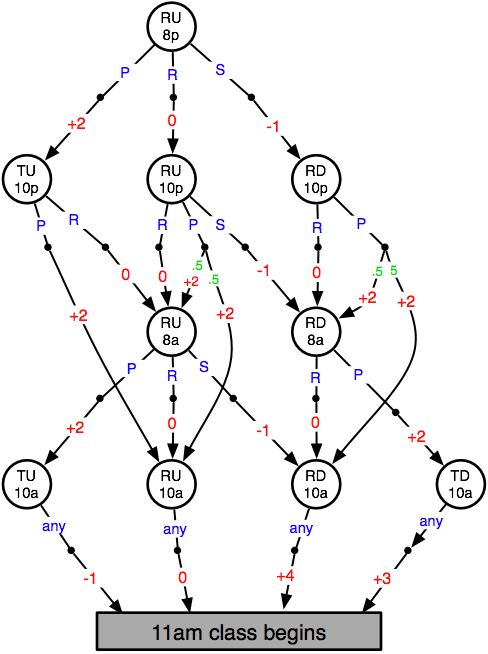 RU
8p
P R S
+2 0 -1
TU RU RD
10p 10p 10p
P R R P S R P
.5 .5 .5 5
0 0 +2 -1 0 +2
+2 +2 +2
RU RD
8a 8a
P R S R P
+2 0 -1 0 +2
TU RU RD TD
10a 10a 10a 10a
any any any any
-1 0 +4 +3
11am class begins